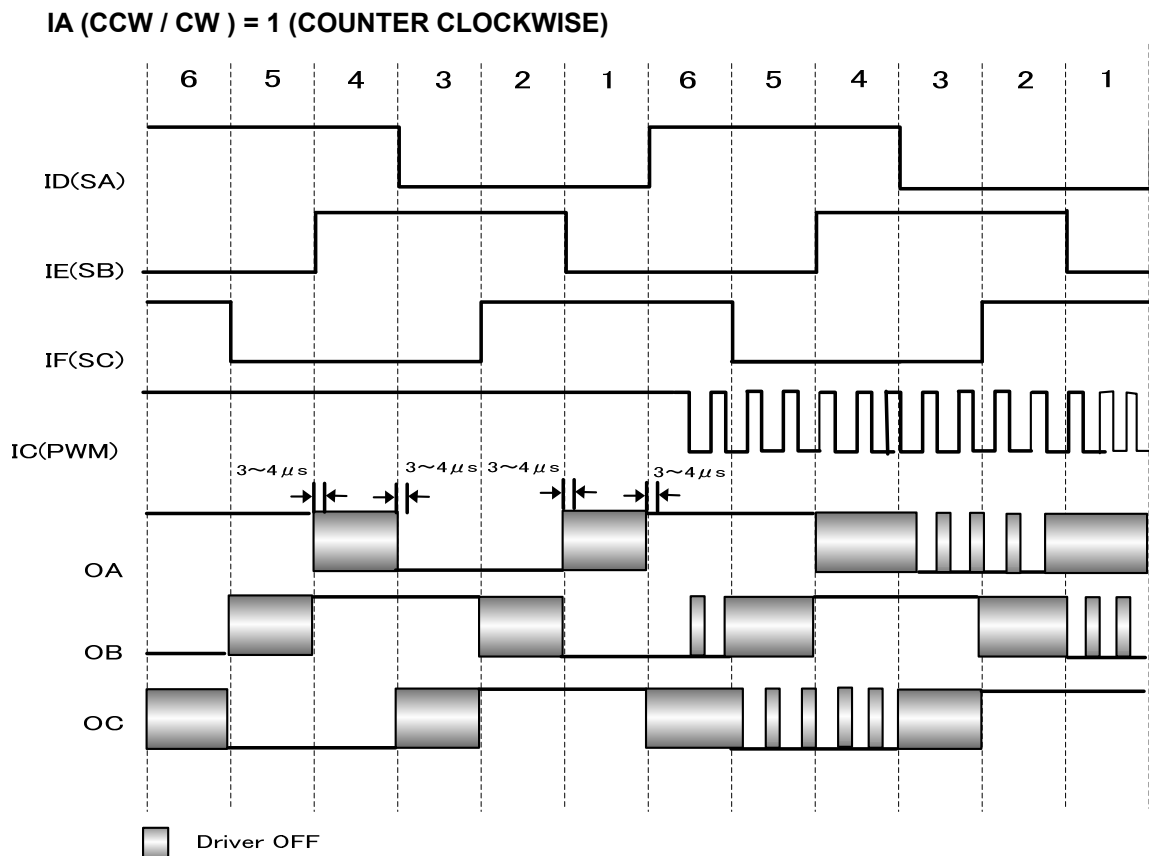 IA (CCW / CW ) = 1 (COUNTER CLOCKWISE)
6 5 4 3 2 1 6 5 4 3 2 1
ID(SA)
IE(SB)
IF(SC)
IC(PWM)
3～4μs 3～4μs 3～4μs 3～4μs
OA
OB
OC
Driver OFF